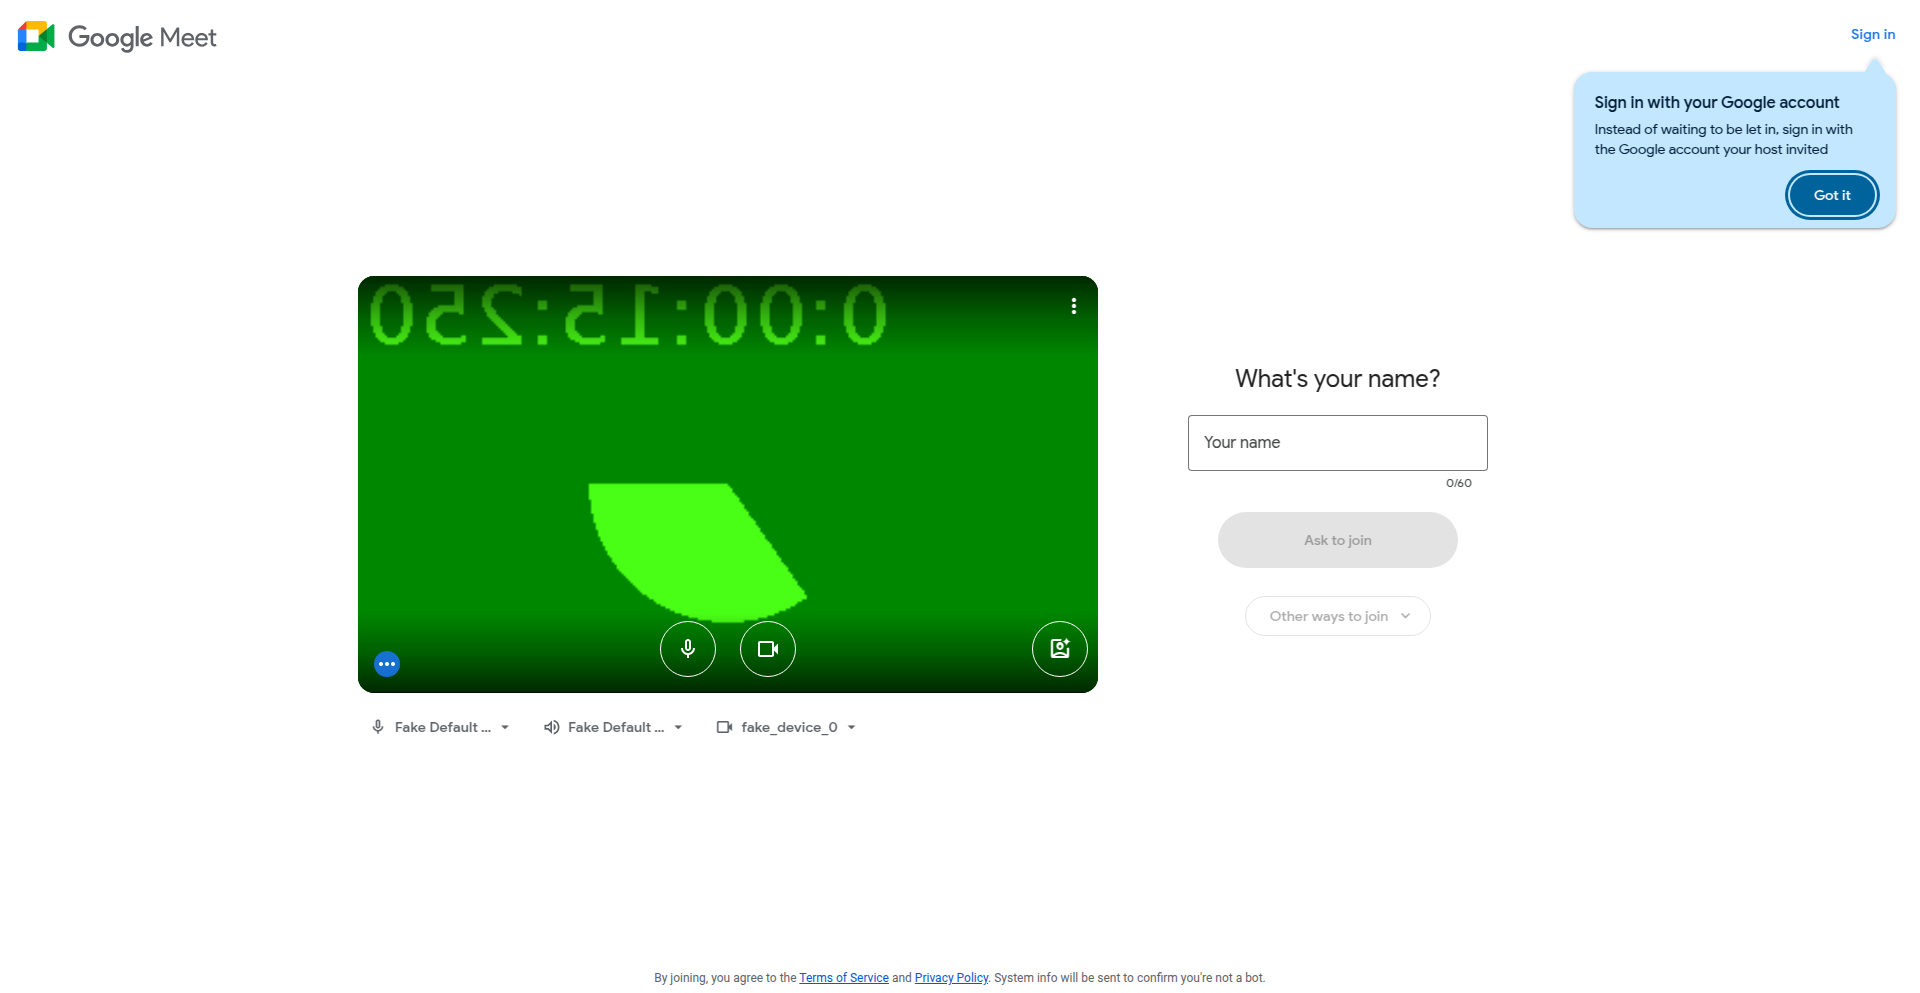 Google Meet
Sign in
Sign in with your Google account
Instead of waiting to be let in, sign in with
the Google account your host invited
Got it
0:00:15:250
What's your name?
Your name
0/60
Ask to join
Other ways to join
Fake Default ...
Fake Default ...
fake_device_0
By joining, you agree to the Terms of Service and Privacy Policy. System info will be sent to confirm you're not a bot.